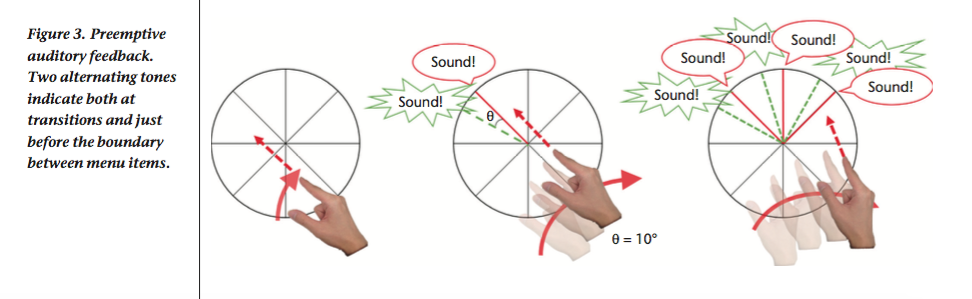 Figure 3. Preemptive
auditory feedback.
Two alternating tones
indicate both at
transitions and just
before the boundary
between menu items.
Sound!
Sound!
θ
θ = 10°
Sound!
Sound!
Sound!
Sound!
Sound!
Sound!